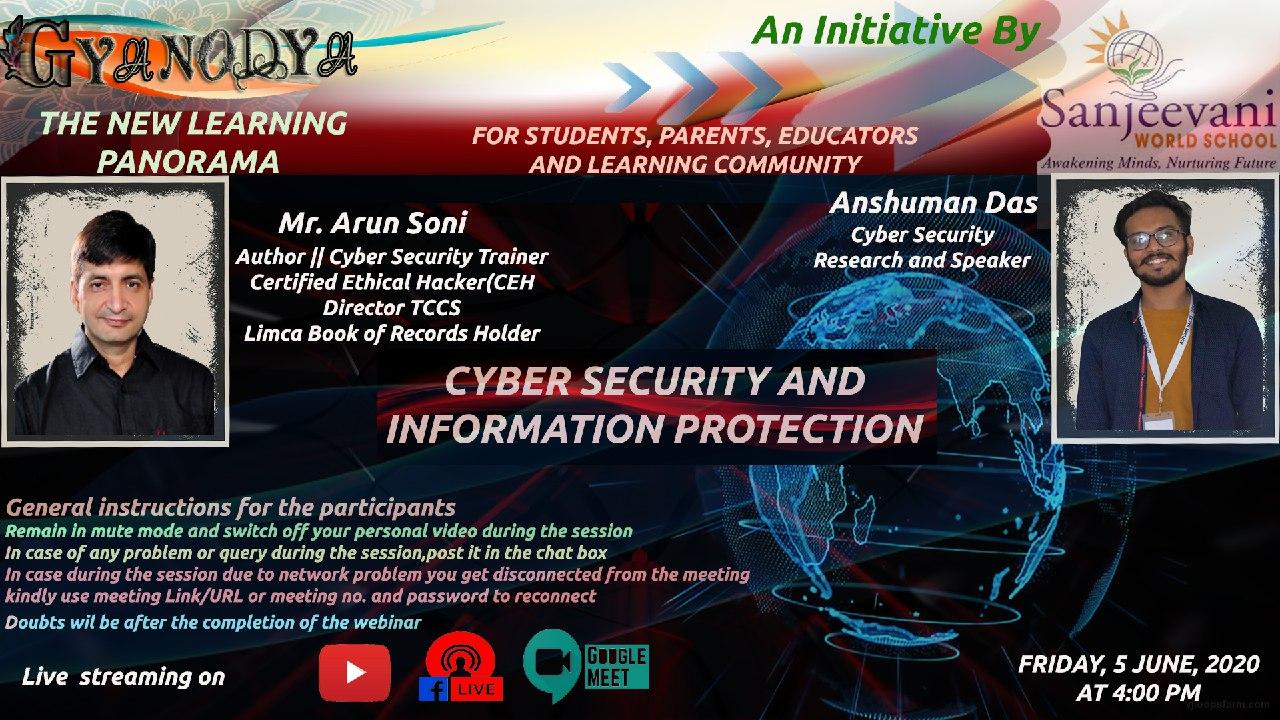 GYANODYA
THE NEW LEARNING
PANORAMA
An Initiative By
Sanjeevani
WORLD SCHOOL
Awakening Minds, Nurturing Future
FOR STUDENTS, PARENTS, EDUCATORS
AND LEARNING COMMUNITY
Mr. Arun Soni
Author || Cyber Security Trainer
Certified Ethical Hacker(CEH
Director TCCS
Limca Book of Records Holder
Anshuman Das
Cyber Security
Research and Speaker
CYBER SECURITY AND
INFORMATION PROTECTION
General instructions for the participants
Remain in mute mode and switch off your personal video during the session
In case of any problem or query during the session,post it in the chat box
In case during the session due to network problem you get disconnected from the meeting
kindly use meeting Link/URL or meeting no. and password to reconnect
Doubts wil be after the completion of the webinar
Live streaming on
f LIVE
GOOGLE
MEET
FRIDAY, 5 JUNE, 2020
AT 4:00 PM